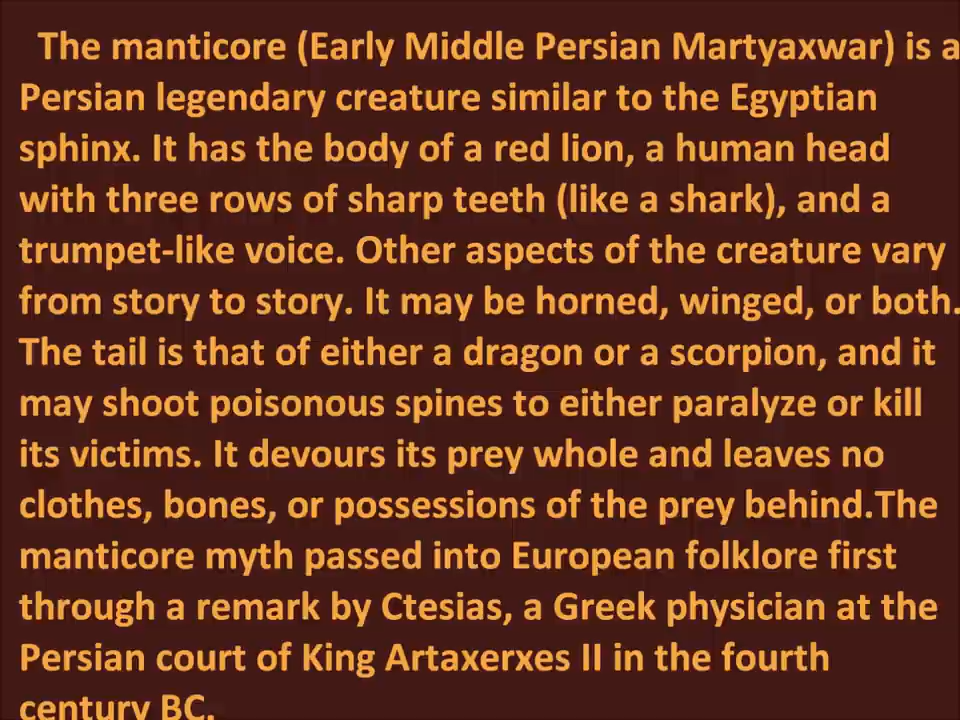 The manticore (Early Middle Persian Martyaxwar) is a
Persian legendary creature similar to the Egyptian
sphinx. It has the body of a red lion, a human head
with three rows of sharp teeth (like a shark), and a
trumpet-like voice. Other aspects of the creature vary
from story to story. It may be horned, winged, or both.
The tail is that of either a dragon or a scorpion, and it
may shoot poisonous spines to either paralyze or kill
its victims. It devours its prey whole and leaves no
clothes, bones, or possessions of the prey behind.The
manticore myth passed into European folklore first
through a remark by Ctesias, a Greek physician at the
Persian court of King Artaxerxes II in the fourth
century BC.